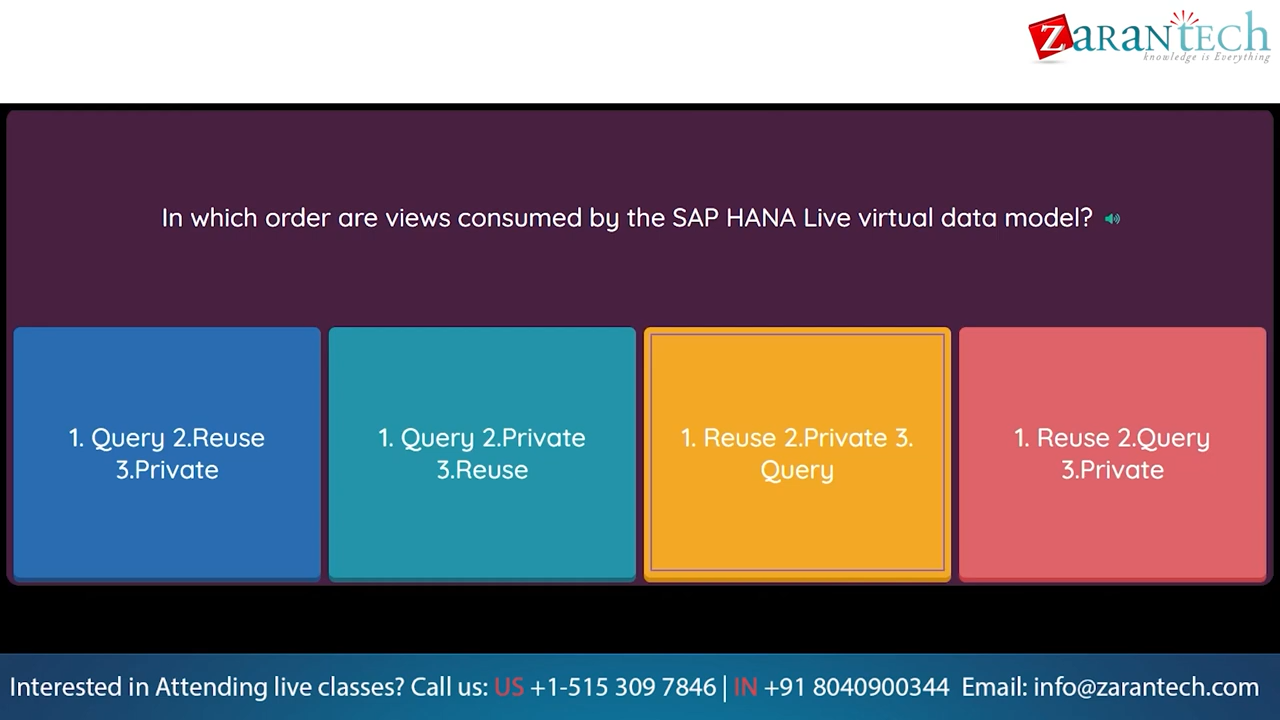 ZARANTECH
knowledge is Everything
In which order are views consumed by the SAP HANA Live virtual data model?
1. Query 2.Reuse
3.Private
1. Query 2.Private
3.Reuse
1. Reuse 2.Private 3.
Query
1. Reuse 2.Query
3.Private
Interested in Attending live classes? Call us: US +1-515 309 7846 | IN +91 8040900344 Email: info@zarantech.com